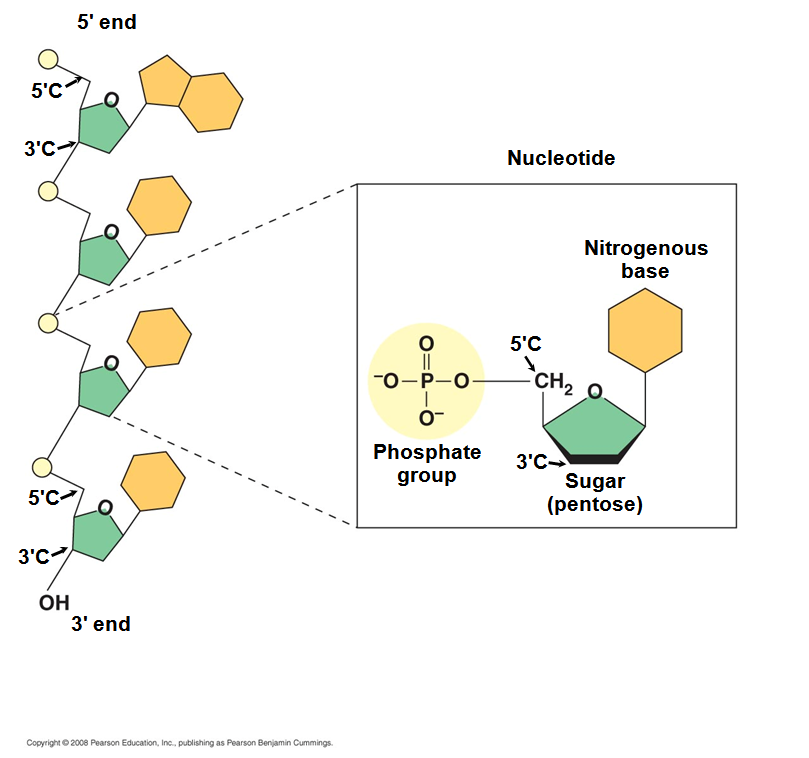 5' end
5'C
O
3'C
O
O
5'C
O
3'C
OH
3' end
Nucleotide
Nitrogenous
base
O
⁻O–P–O
O⁻
Phosphate
group
5'C
CH₂
O
3'C
Sugar
(pentose)
Copyright © 2008 Pearson Education, Inc., publishing as Pearson Benjamin Cummings.